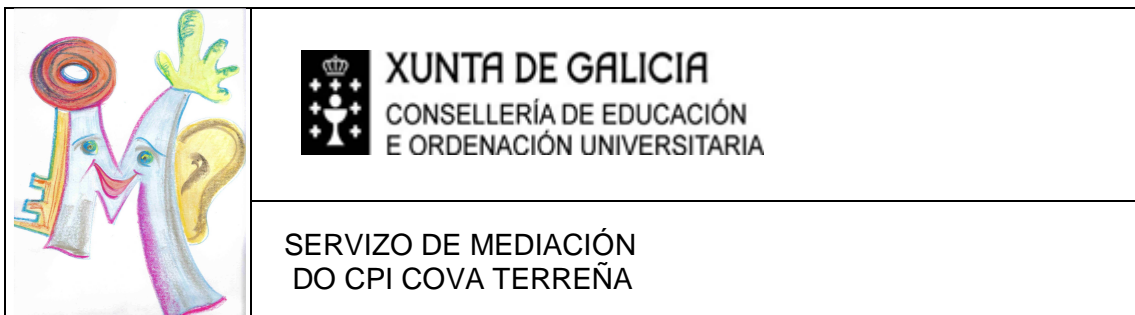 XUNTA DE GALICIA
CONSELLERÍA DE EDUCACIÓN
E ORDENACIÓN UNIVERSITARIA
SERVIZO DE MEDIACIÓN
DO CPI COVA TERREÑA